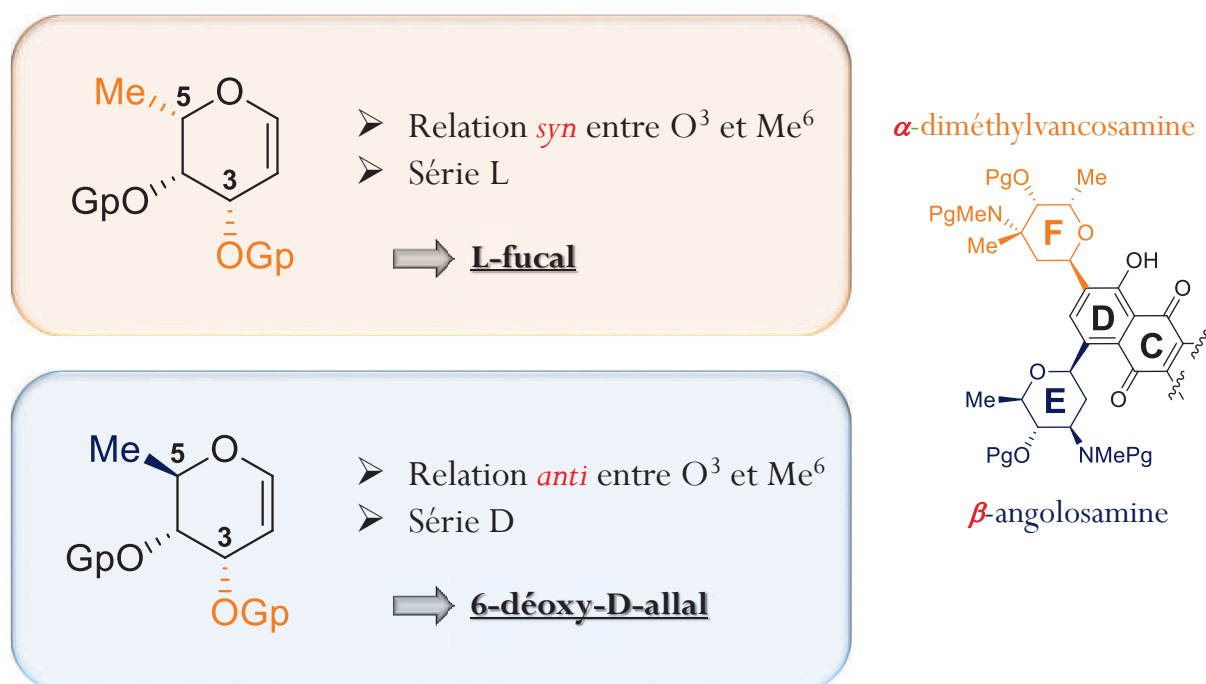 Me
5
O
3
GpO
OGp
Relation syn entre O³ et Me⁶
Série L
L-fucal
Me
5
O
3
GpO
OGp
Relation anti entre O³ et Me⁶
Série D
6-déoxy-D-allal
α-diméthylvancosamine
PgO
Me
PgMeN
F
O
Me
OH
O
D
C
O
O
E
Me
PgO
NMePg
β-angolosamine